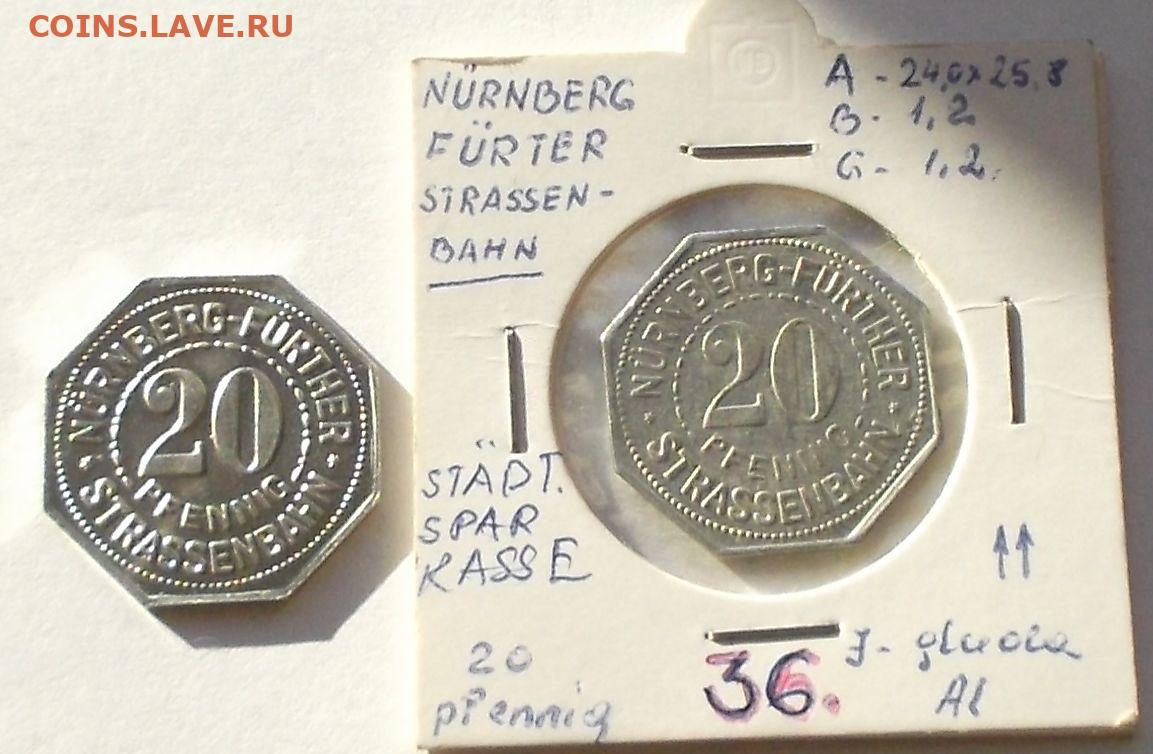 COINS.LAVE.RU
NÜRNBERG
FÜRTER
STRASSEN-
BAHN
A - 24,0x25.8
B - 1,2
G - 1,2.
NÜRNBERG-FÜRTHER
20
PFENNIG
STRASSENBAHN
NÜRNBERG-FÜRTHER
20
PFENNIG
STRASSENBAHN
STÄDT.
SPAR
KASSE
20
pfennig
36.
J - gluola
Al